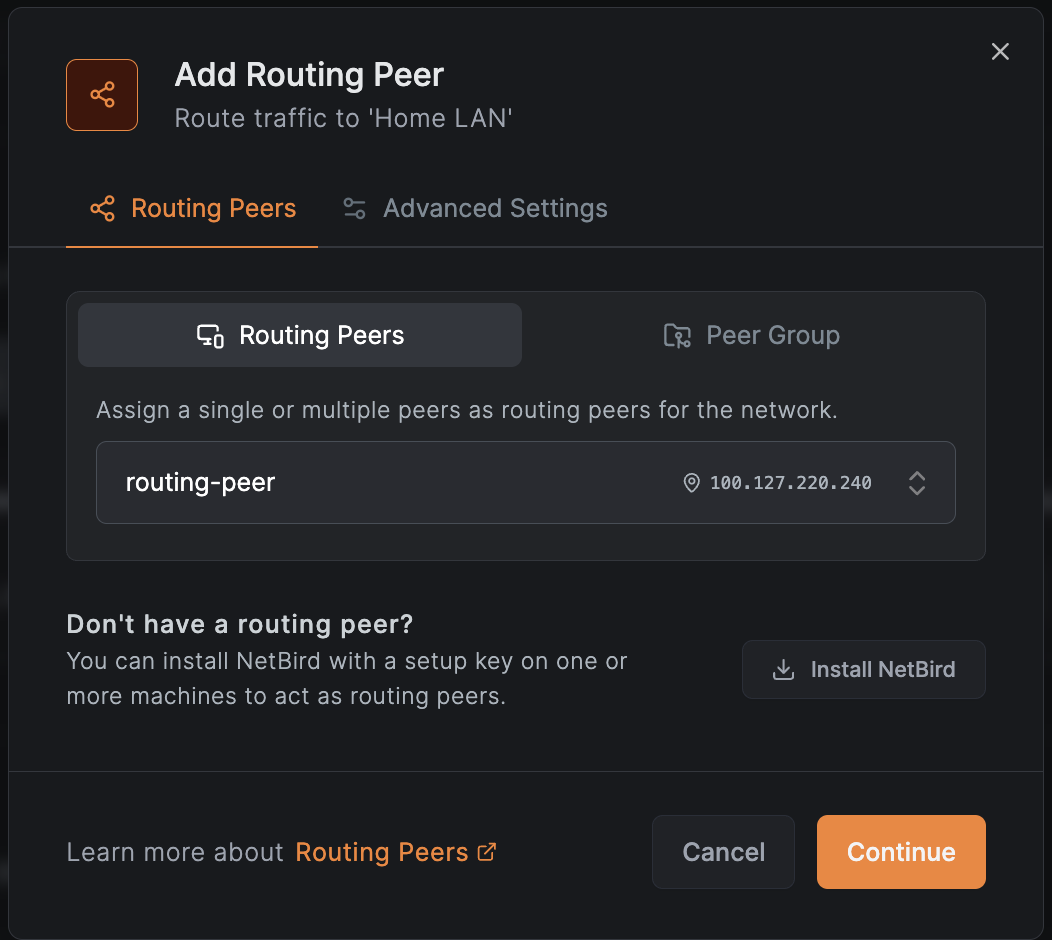 Add Routing Peer
Route traffic to 'Home LAN'
Routing Peers
Advanced Settings
Routing Peers
Peer Group
Assign a single or multiple peers as routing peers for the network.
routing-peer
100.127.220.240
Don't have a routing peer?
You can install NetBird with a setup key on one or
more machines to act as routing peers.
Install NetBird
Learn more about Routing Peers
Cancel
Continue